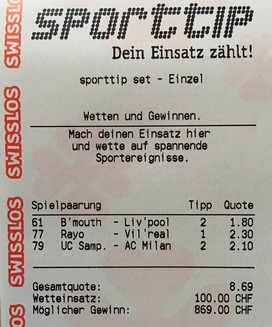 sporttip
Dein Einsatz zählt!
sporttip set - Einzel
Wetten und Gewinnen.
Mach deinen Einsatz hier
und wette auf spannende
Sportereignisse.
Spielpaarung Tipp Quote
61 B'mouth - Liv'pool 2 1.80
77 Rayo - Vil'real 1 2.30
79 UC Samp. - AC Milan 2 2.10
Gesamtquote: 8.69
Wetteinsatz: 100.00 CHF
Möglicher Gewinn: 869.00 CHF
SWISSLOS
SWISSLOS
SWISSLOS